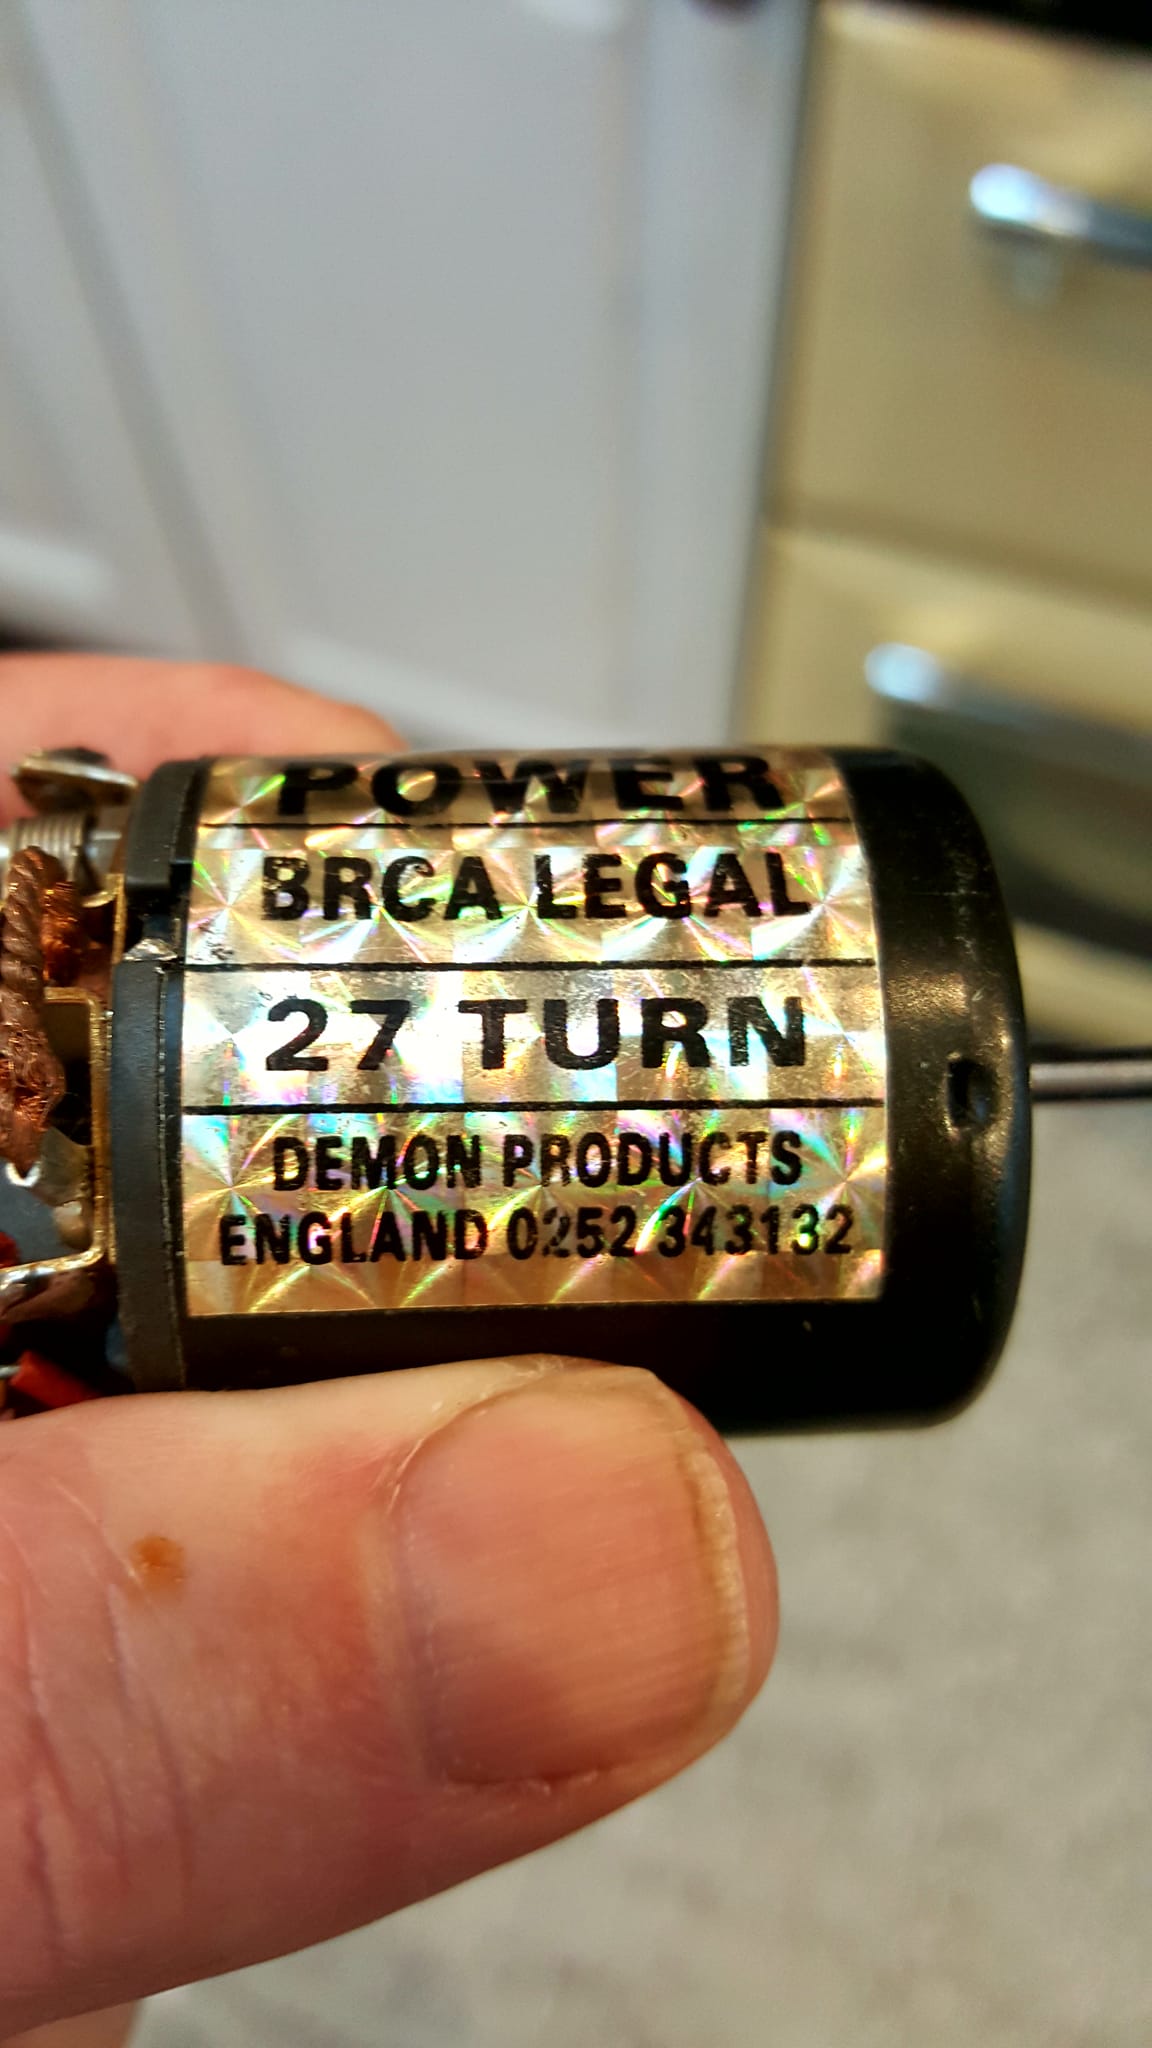 POWER
BRCA LEGAL
27 TURN
DEMON PRODUCTS
ENGLAND 0252 343132